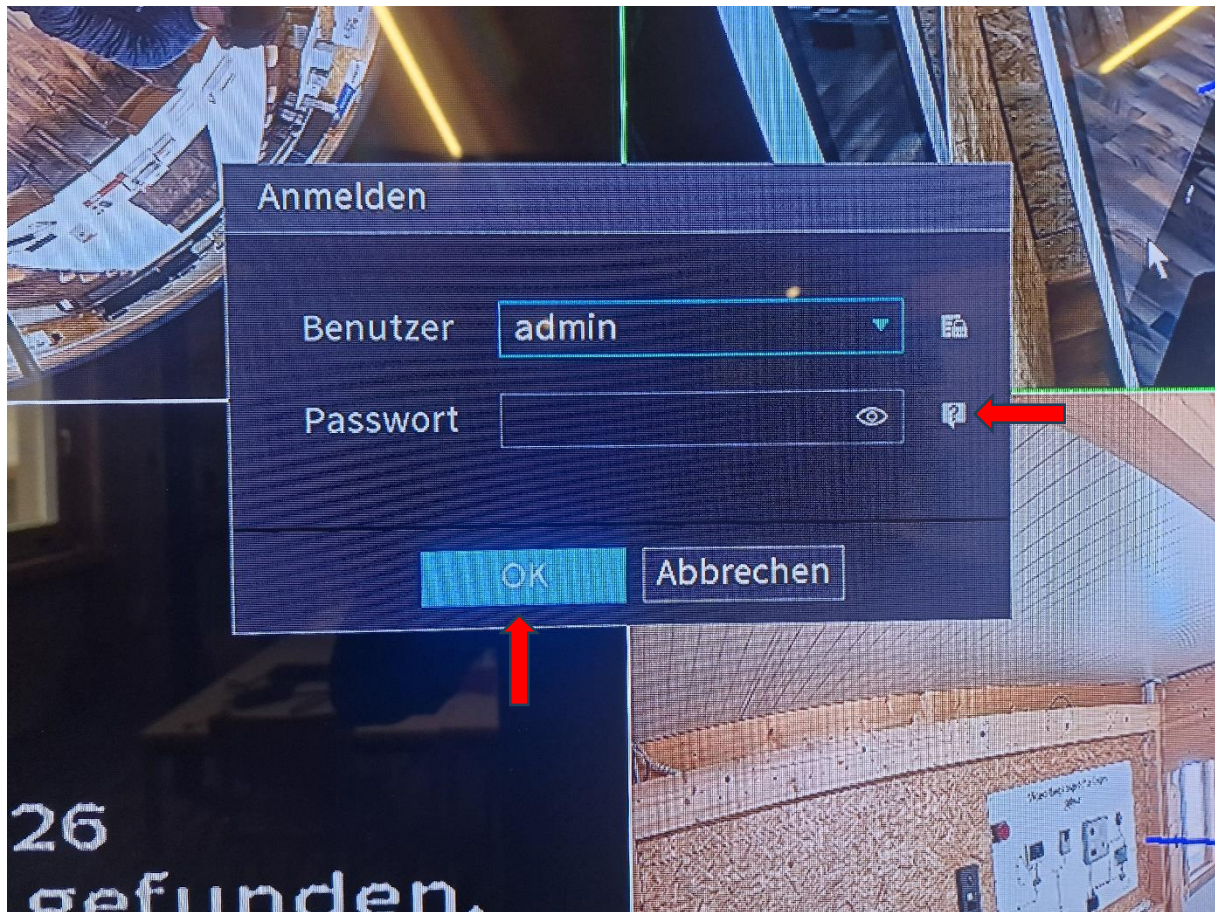 Anmelden
Benutzer admin
Passwort
OK Abbrechen
26
gefunden.